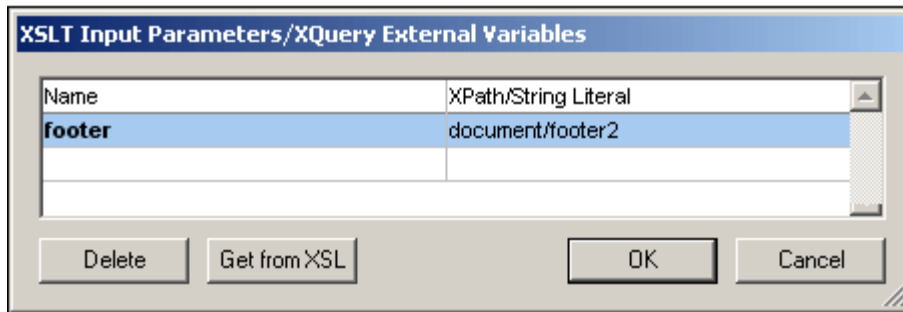 XSLT Input Parameters/XQuery External Variables
Name XPath/String Literal
footer document/footer2
Delete Get from XSL OK Cancel